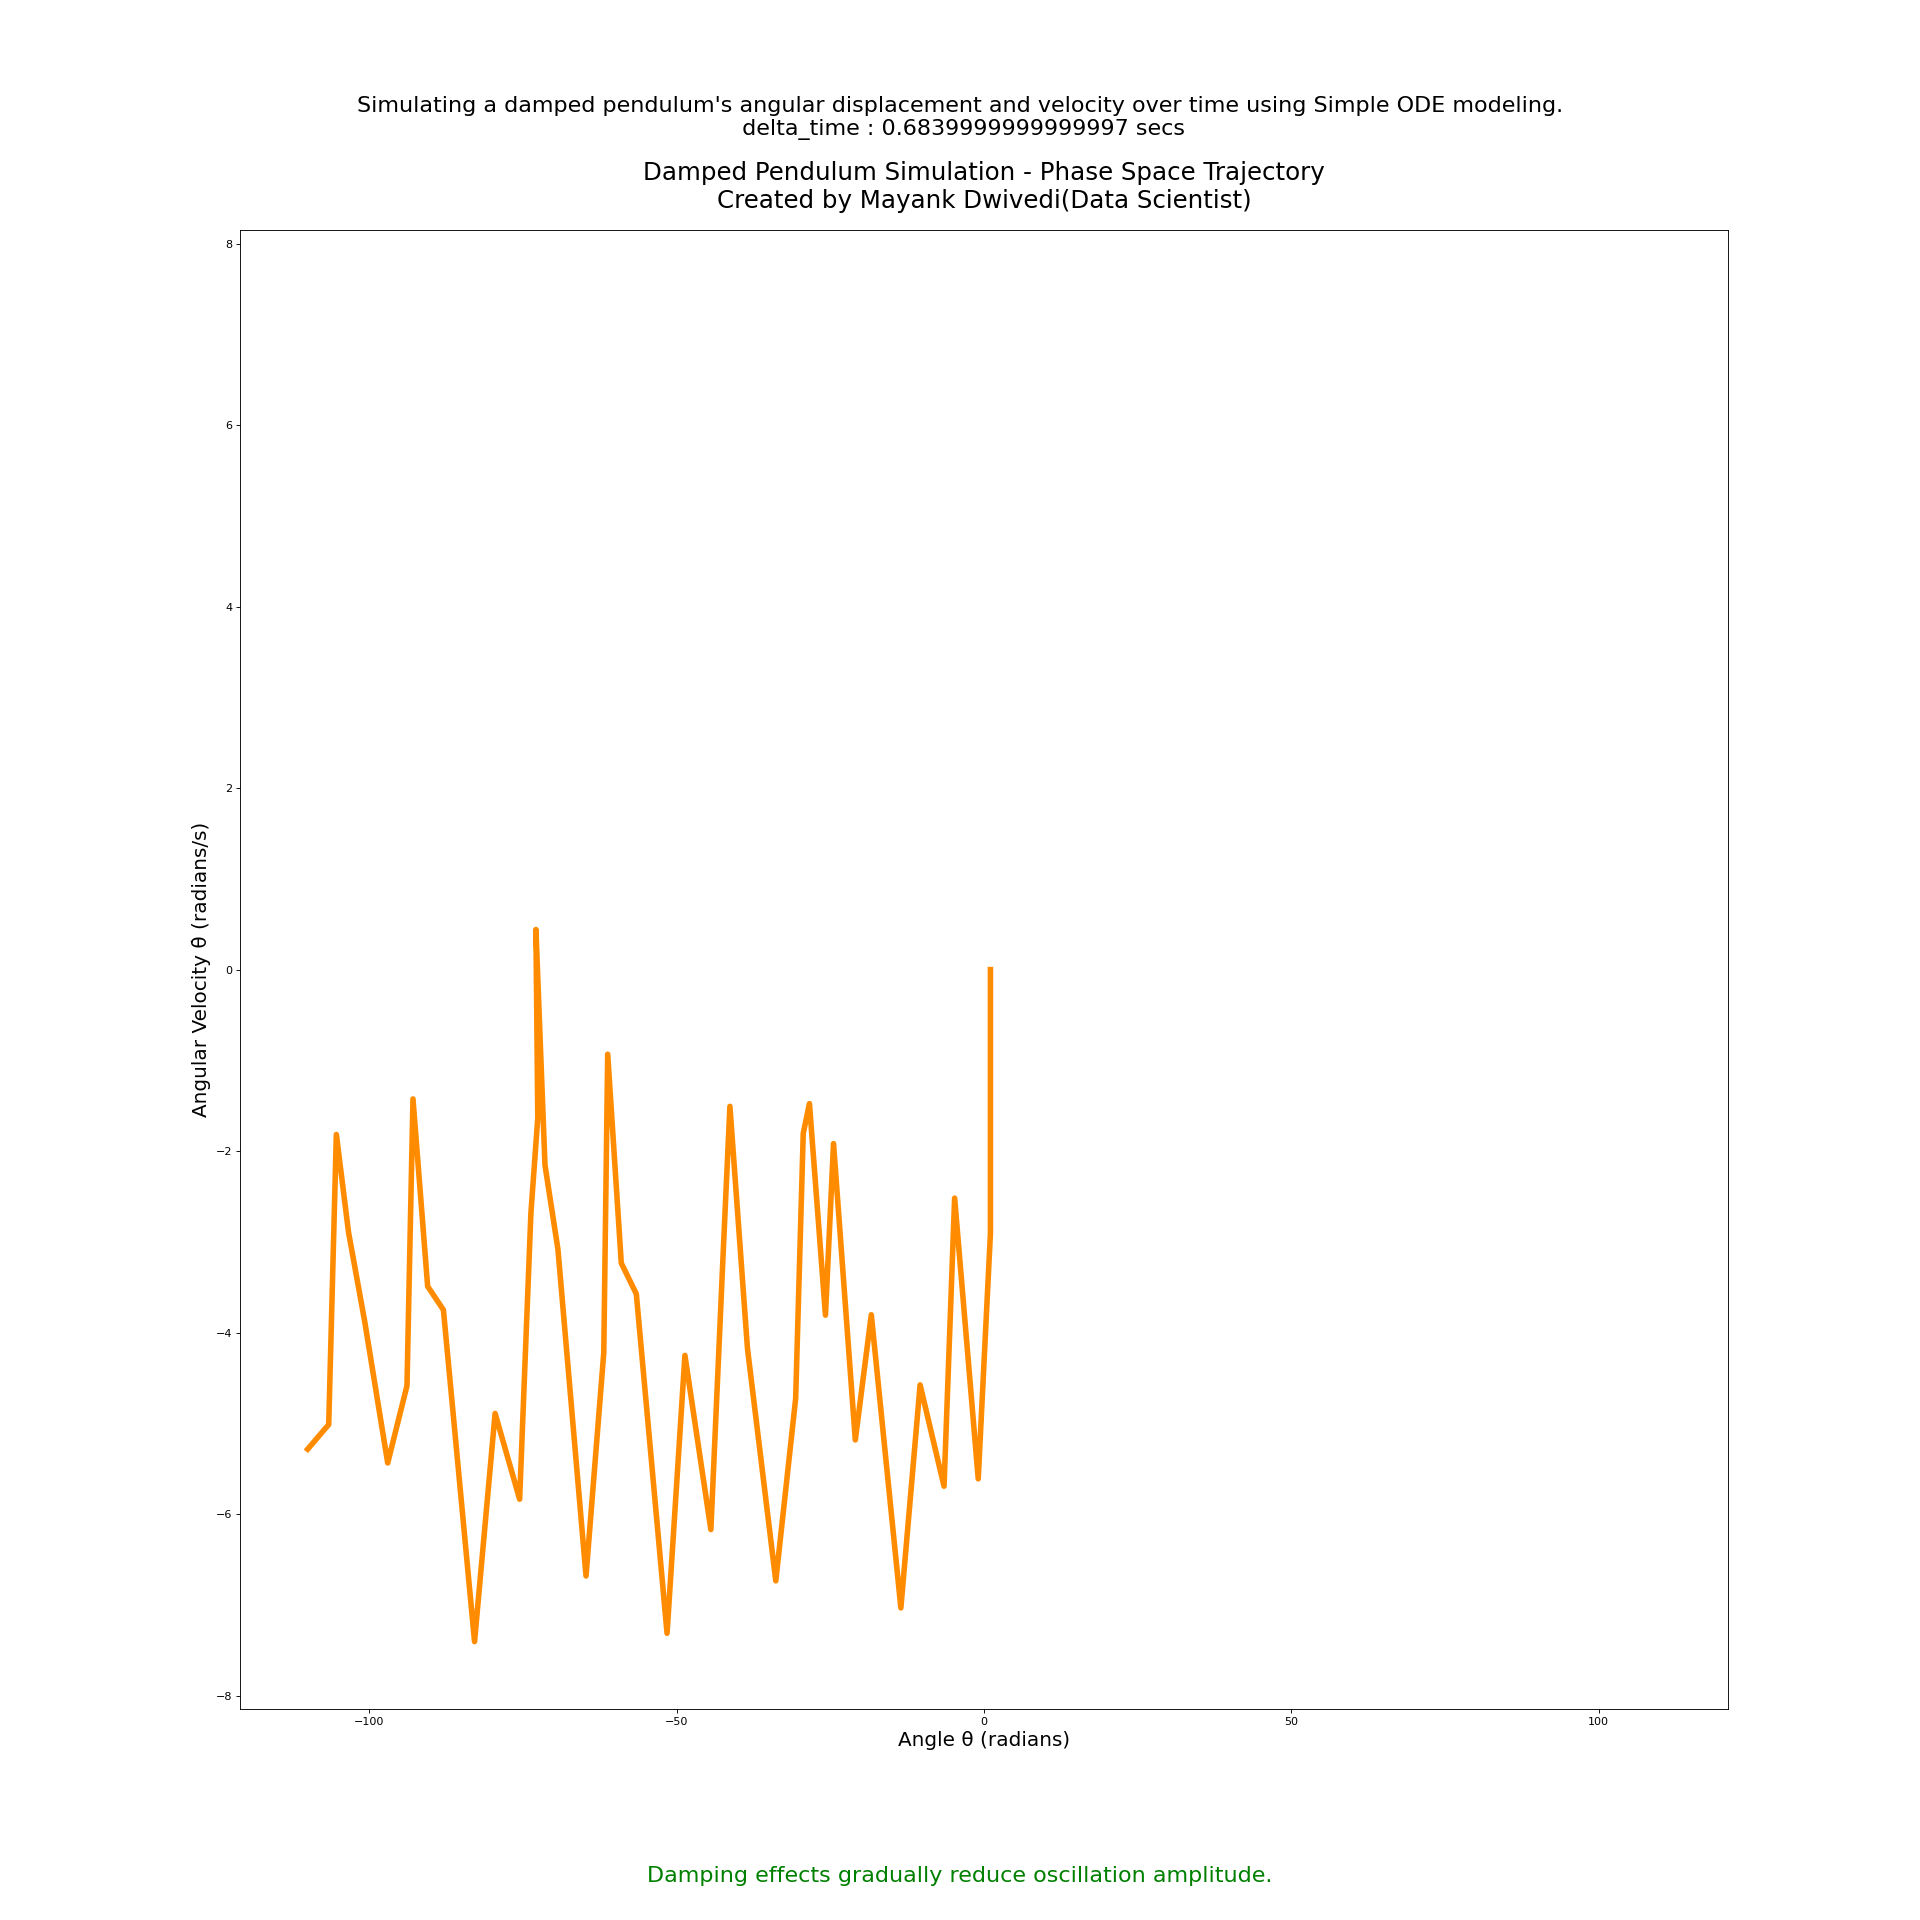 Simulating a damped pendulum's angular displacement and velocity over time using Simple ODE modeling.
delta_time : 0.6839999999999997 secs
Damped Pendulum Simulation - Phase Space Trajectory
Created by Mayank Dwivedi(Data Scientist)
8
6
4
2
0
−2
−4
−6
−8
Angular Velocity θ (radians/s)
−100
−50
0
50
100
Angle θ (radians)
Damping effects gradually reduce oscillation amplitude.